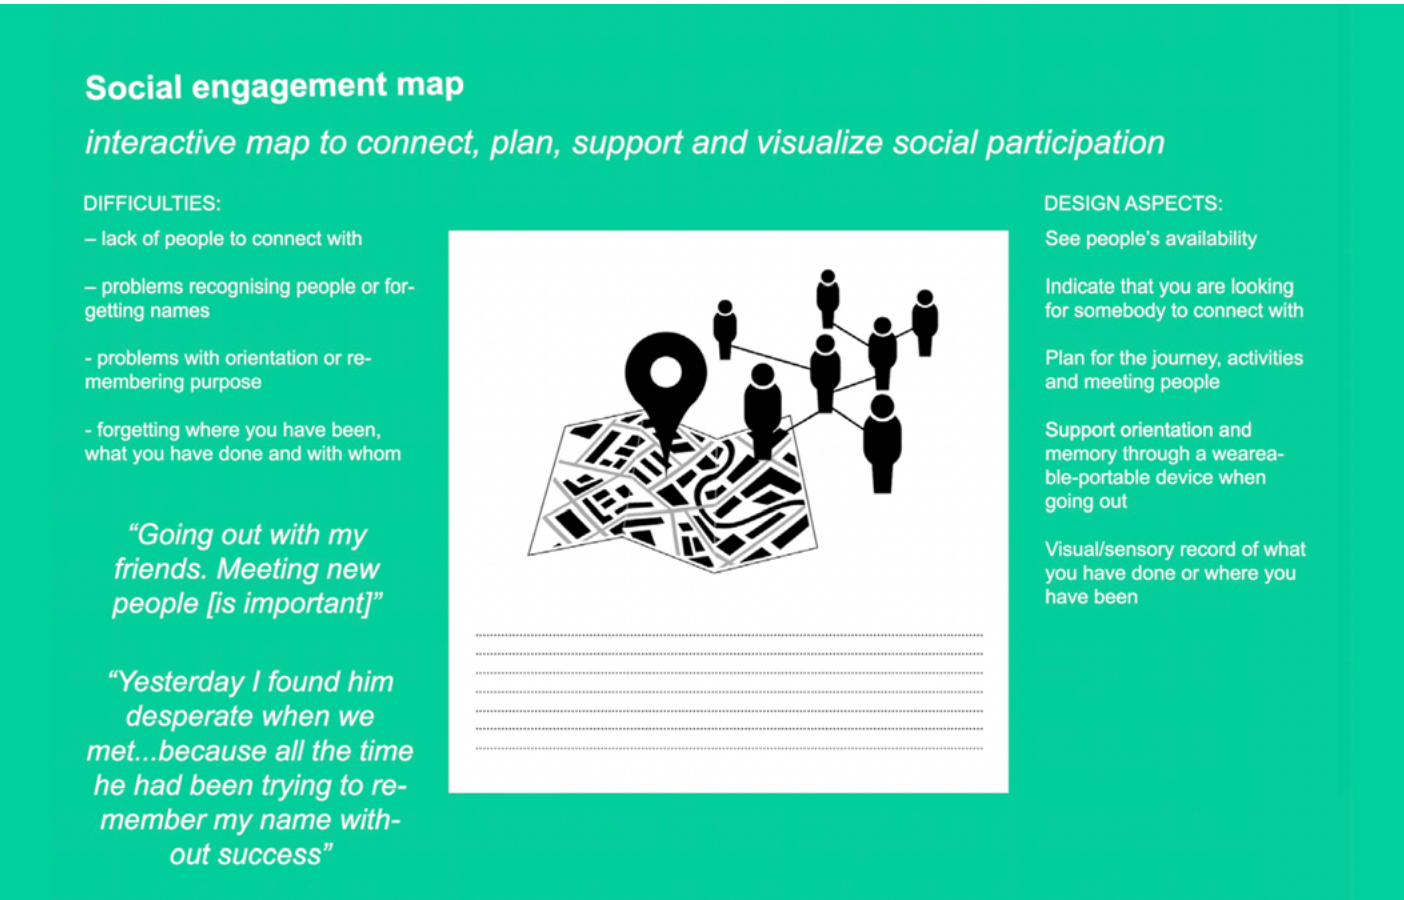 Social engagement map
interactive map to connect, plan, support and visualize social participation
DIFFICULTIES:
– lack of people to connect with
– problems recognising people or for-
getting names
- problems with orientation or re-
membering purpose
- forgetting where you have been,
what you have done and with whom
“Going out with my
friends. Meeting new
people [is important]”
“Yesterday I found him
desperate when we
met...because all the time
he had been trying to re-
member my name with-
out success”
DESIGN ASPECTS:
See people’s availability
Indicate that you are looking
for somebody to connect with
Plan for the journey, activities
and meeting people
Support orientation and
memory through a wearea-
ble-portable device when
going out
Visual/sensory record of what
you have done or where you
have been